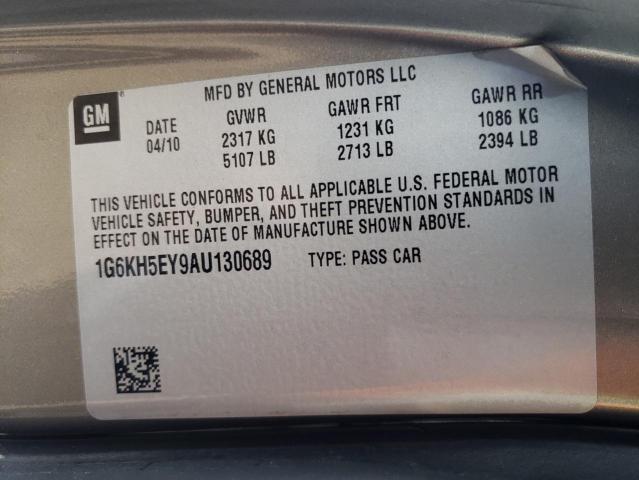 MFD BY GENERAL MOTORS LLC
GM
DATE GVWR GAWR FRT GAWR RR
04/10 2317 KG 1231 KG 1086 KG
5107 LB 2713 LB 2394 LB
THIS VEHICLE CONFORMS TO ALL APPLICABLE U.S. FEDERAL MOTOR
VEHICLE SAFETY, BUMPER, AND THEFT PREVENTION STANDARDS IN
EFFECT ON THE DATE OF MANUFACTURE SHOWN ABOVE.
1G6KH5EY9AU130689 TYPE: PASS CAR